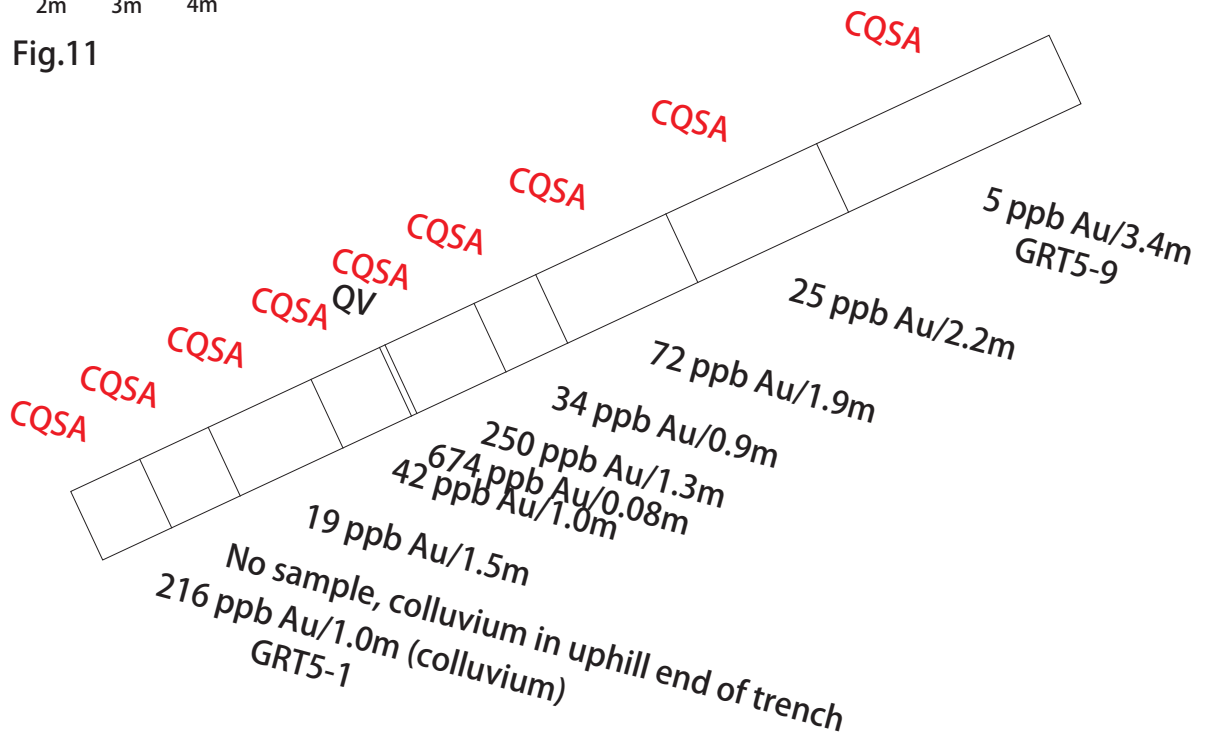 2m 3m 4m
Fig.11
CQSA
CQSA
CQSA
CQSA
CQSA
QV
CQSA
CQSA
CQSA
CQSA
5 ppb Au/3.4m
GRT5-9
25 ppb Au/2.2m
72 ppb Au/1.9m
34 ppb Au/0.9m
250 ppb Au/1.3m
674 ppb Au/0.08m
42 ppb Au/1.0m
19 ppb Au/1.5m
No sample, colluvium in uphill end of trench
216 ppb Au/1.0m (colluvium)
GRT5-1